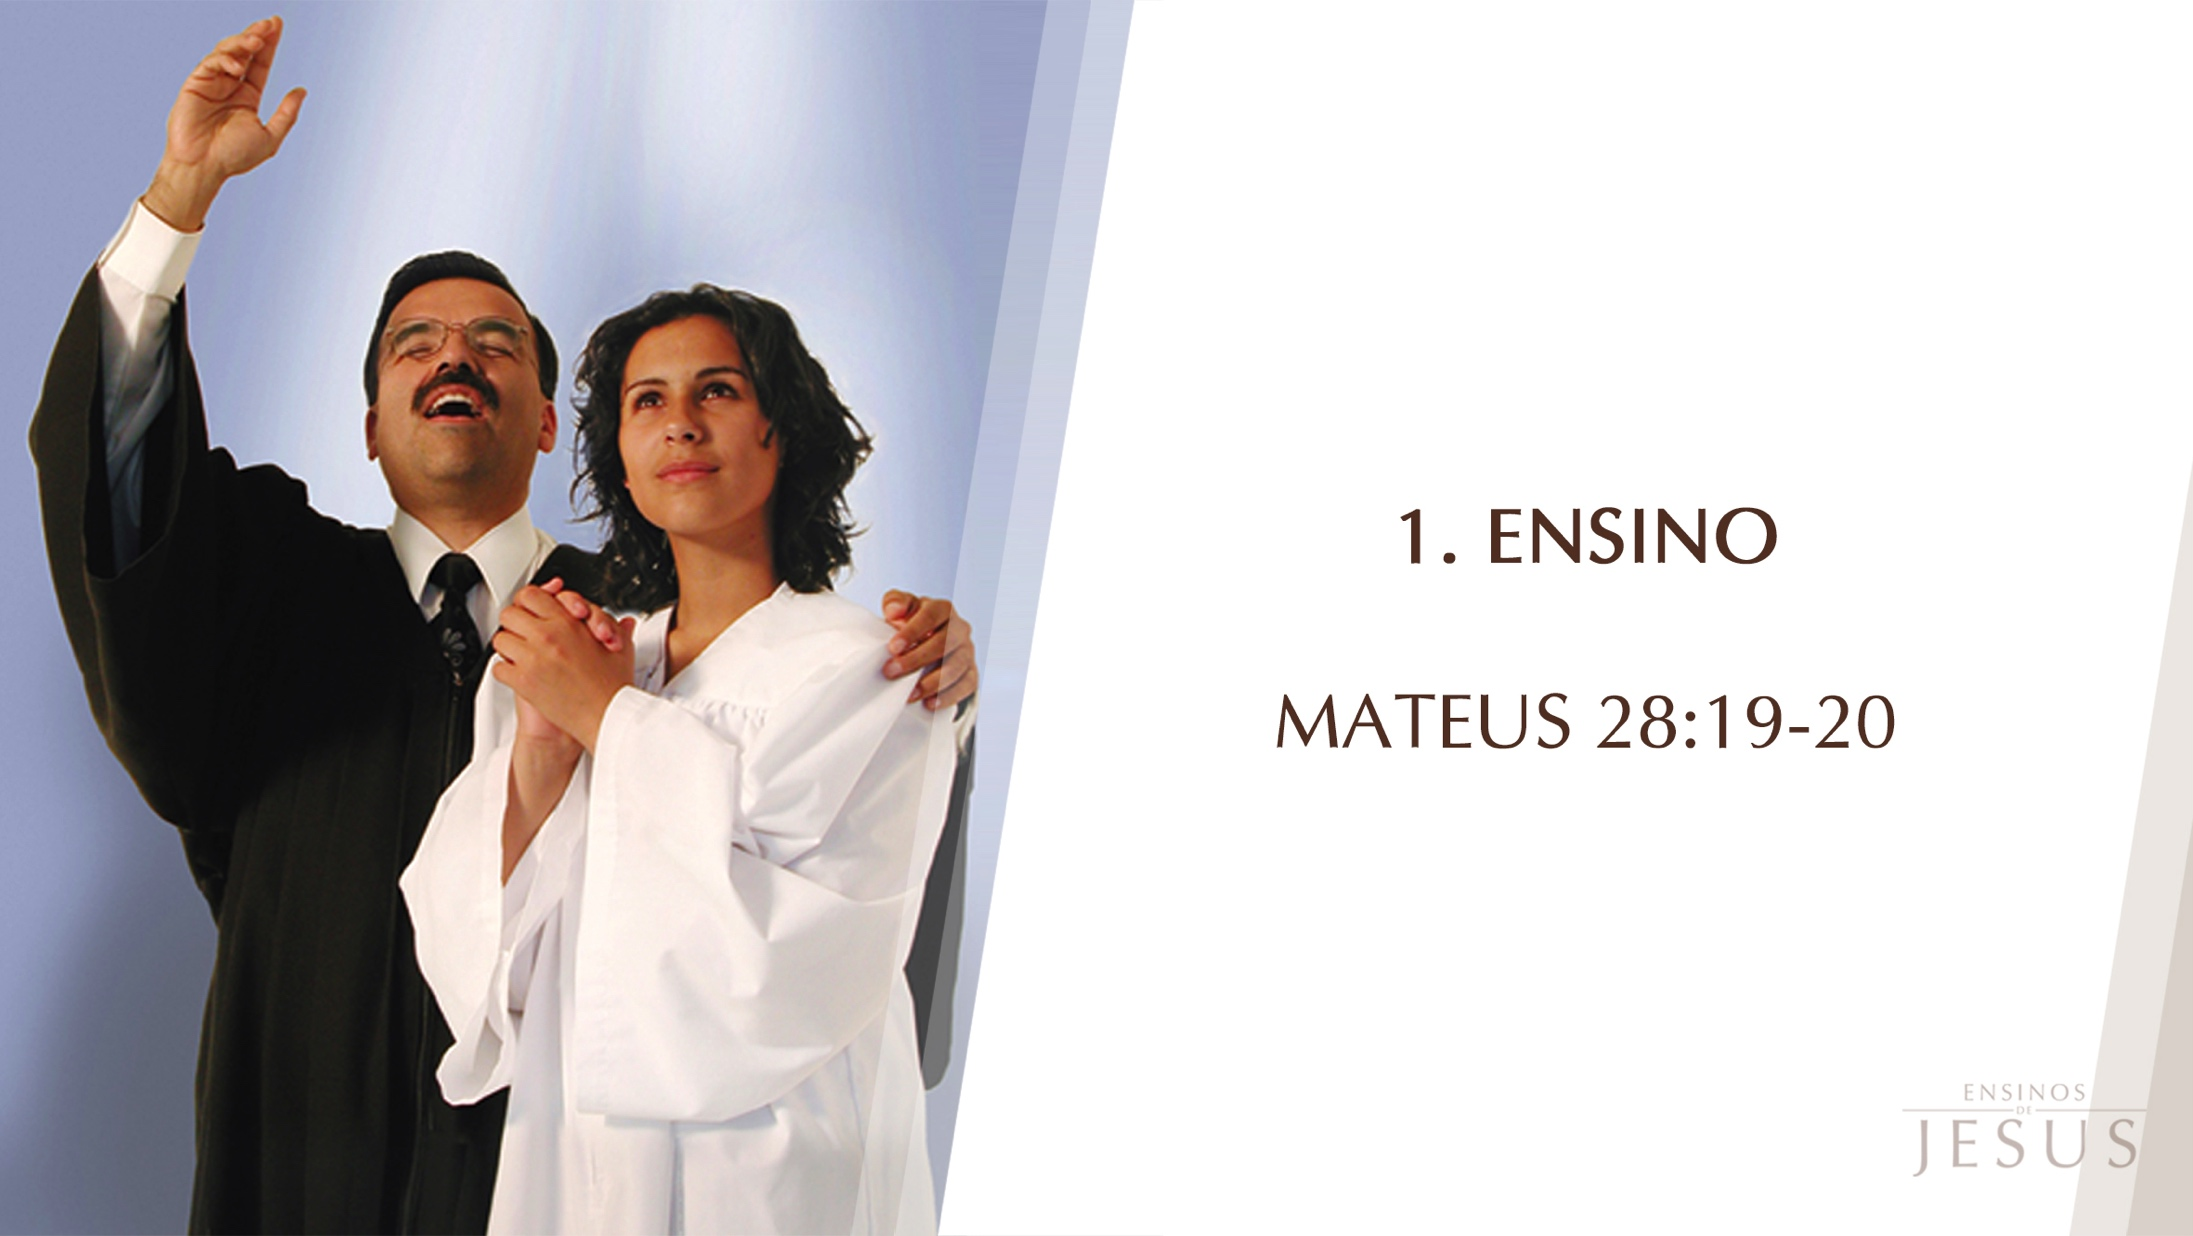 1. ENSINO
MATEUS 28:19-20
ENSINOS
DE
JESUS